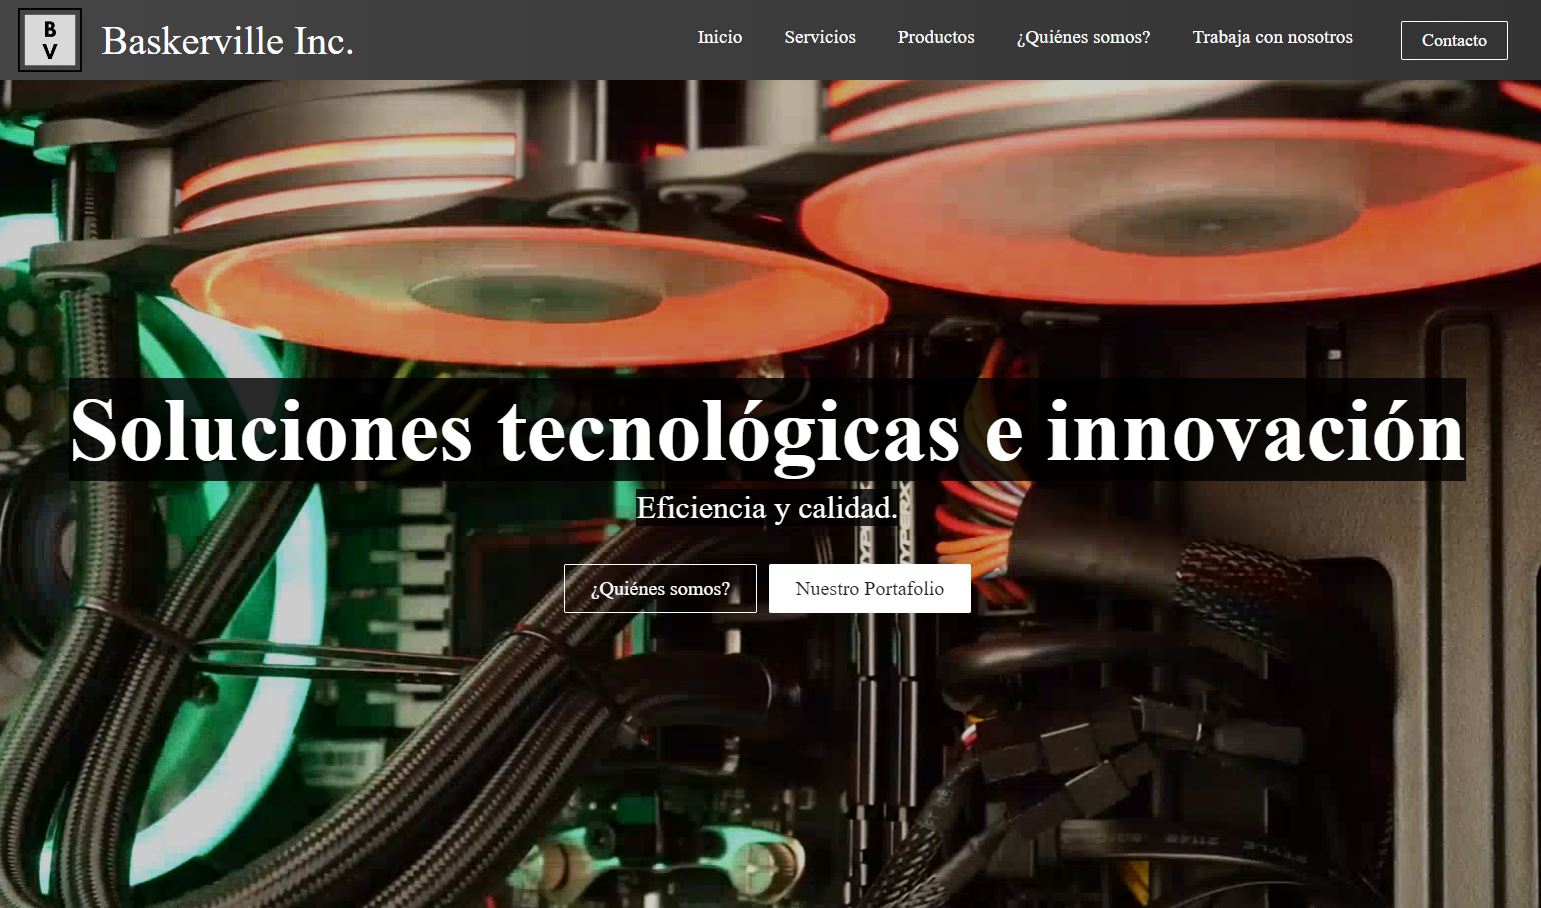 B
V
Baskerville Inc.
Inicio
Servicios
Productos
¿Quiénes somos?
Trabaja con nosotros
Contacto
Soluciones tecnológicas e innovación
Eficiencia y calidad.
¿Quiénes somos?
Nuestro Portafolio